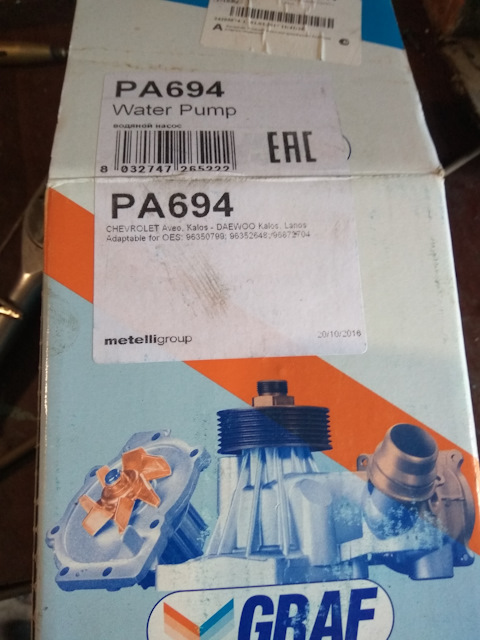 PA694
Water Pump
водяной насос
8 032747 265222
EAC
PA694
CHEVROLET Aveo, Kalos - DAEWOO Kalos, Lanos
Adaptable for OES: 96350799; 96352648; 96872704
metelligroup
20/10/2016
GRAF